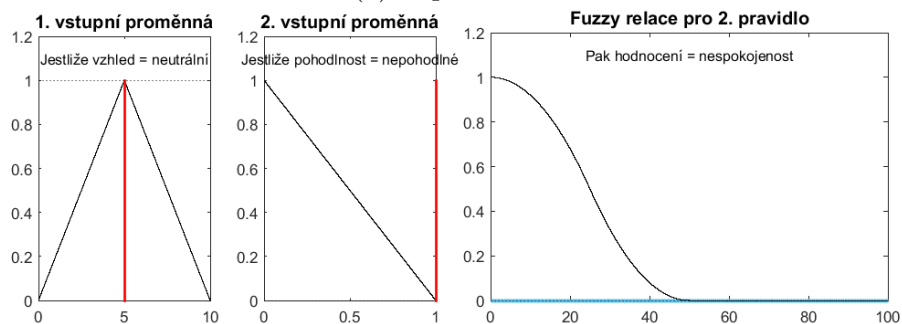 1. vstupní proměnná
Jestliže vzhled = neutrální
1.2
1
0.8
0.6
0.4
0.2
0
0 5 10
2. vstupní proměnná
Jestliže pohodlnost = nepohodlné
1.2
1
0.8
0.6
0.4
0.2
0
0 0.5 1
Fuzzy relace pro 2. pravidlo
Pak hodnocení = nespokojenost
1.2
1
0.8
0.6
0.4
0.2
0
0 20 40 60 80 100